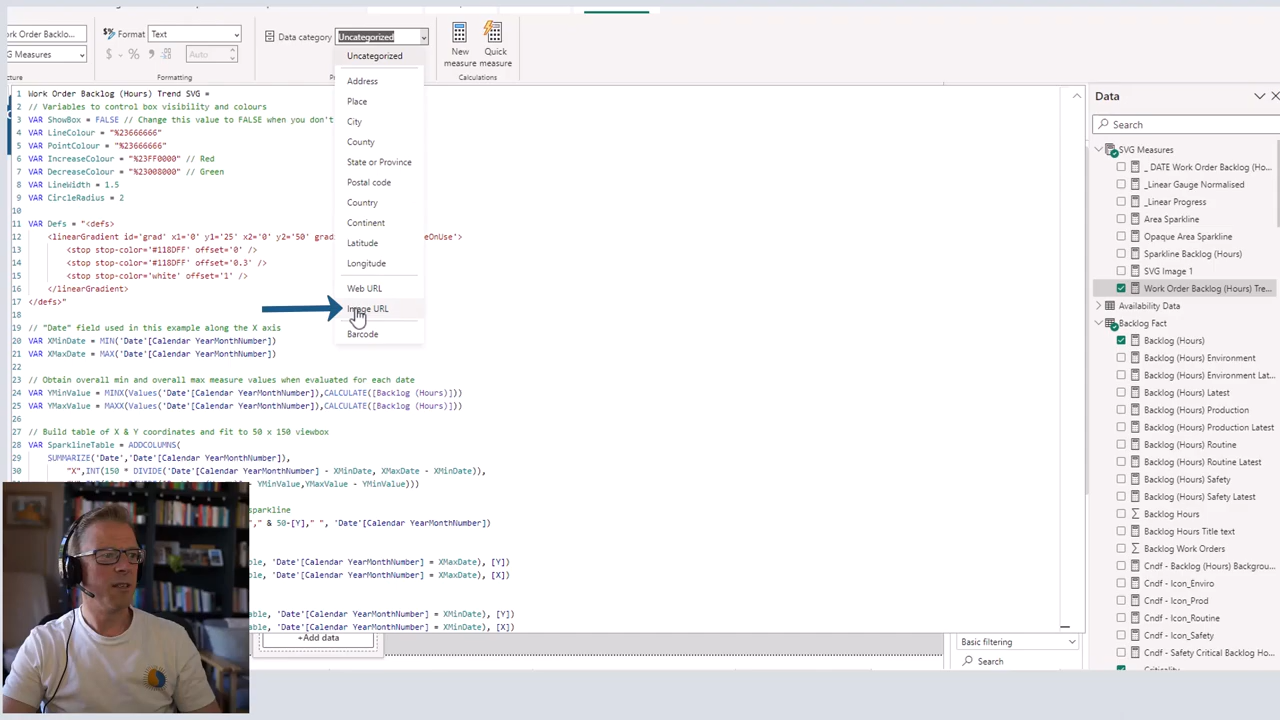 Work Order Backlo...
Format
Text
Data category
Uncategorized
New measure
Quick measure
G Measures
$
%
Auto
cture
Formatting
Calculations
Uncategorized
Address
Place
City
County
State or Province
Postal code
Country
Continent
Latitude
Longitude
Web URL
Image URL
Barcode
1 Work Order Backlog (Hours) Trend SVG =
2 // Variables to control box visibility and colours
3 VAR ShowBox = FALSE // Change this value to FALSE when you don't
4 VAR LineColour = "%23666666"
5 VAR PointColour = "%23666666"
6 VAR IncreaseColour = "%23FF0000" // Red
7 VAR DecreaseColour = "%23008000" // Green
8 VAR LineWidth = 1.5
9 VAR CircleRadius = 2
10
11 VAR Defs = "<defs>
12 <linearGradient id='grad' x1='0' y1='25' x2='0' y2='50' grad eOnUse'>
13 <stop stop-color='#118DFF' offset='0' />
14 <stop stop-color='#118DFF' offset='0.3' />
15 <stop stop-color='white' offset='1' />
16 </linearGradient>
17 </defs>"
18
19 // "Date" field used in this example along the X axis
20 VAR XMinDate = MIN('Date'[Calendar YearMonthNumber])
21 VAR XMaxDate = MAX('Date'[Calendar YearMonthNumber])
22
23 // Obtain overall min and overall max measure values when evaluated for each date
24 VAR YMinValue = MINX(Values('Date'[Calendar YearMonthNumber]),CALCULATE([Backlog (Hours)]))
25 VAR YMaxValue = MAXX(Values('Date'[Calendar YearMonthNumber]),CALCULATE([Backlog (Hours)]))
26
27 // Build table of X & Y coordinates and fit to 50 x 150 viewbox
28 VAR SparklineTable = ADDCOLUMNS(
29 SUMMARIZE('Date','Date'[Calendar YearMonthNumber]),
30 "X",INT(150 * DIVIDE('Date'[Calendar YearMonthNumber] - XMinDate, XMaxDate - XMinDate)),
- YMinValue,YMaxValue - YMinValue)))
sparkline
"," & 50-[Y]," ", 'Date'[Calendar YearMonthNumber])
ble, 'Date'[Calendar YearMonthNumber] = XMaxDate), [Y])
ble, 'Date'[Calendar YearMonthNumber] = XMaxDate), [X])
ble, 'Date'[Calendar YearMonthNumber] = XMinDate), [Y])
ble, 'Date'[Calendar YearMonthNumber] = XMinDate), [X])
+Add data
Data
Search
SVG Measures
_ DATE Work Order Backlog (Ho...
_Linear Gauge Normalised
_Linear Progress
Area Sparkline
Opaque Area Sparkline
Sparkline Backlog (Hours)
SVG Image 1
Work Order Backlog (Hours) Tre...
Availability Data
Backlog Fact
Backlog (Hours)
Backlog (Hours) Environment
Backlog (Hours) Environment Lat...
Backlog (Hours) Latest
Backlog (Hours) Production
Backlog (Hours) Production Latest
Backlog (Hours) Routine
Backlog (Hours) Routine Latest
Backlog (Hours) Safety
Backlog (Hours) Safety Latest
Backlog Hours
Backlog Hours Title text
Backlog Work Orders
Cndf - (Backlog Hours) Backgrou...
Cndf - Icon_Enviro
Cndf - Icon_Prod
Cndf - Icon_Routine
Cndf - Icon_Safety
Cndf - Safety Critical Backlog Ho...
Basic filtering
Search